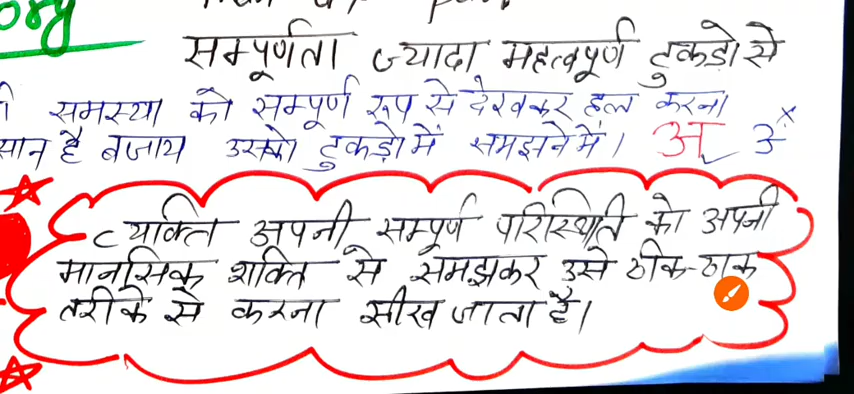 ory
सम्पूर्णता ज्यादा महत्वपूर्ण टुकड़ो से
समस्या को सम्पूर्ण रूप से देखकर हल करना
सान है बजाय उसको टुकड़ो में समझने में। अ उ x
व्यक्ति अपनी सम्पूर्ण परिस्थिति को अपनी
मानसिक शक्ति से समझकर उसे ठीक-ठाक
तरीके से करना सीख जाता है।